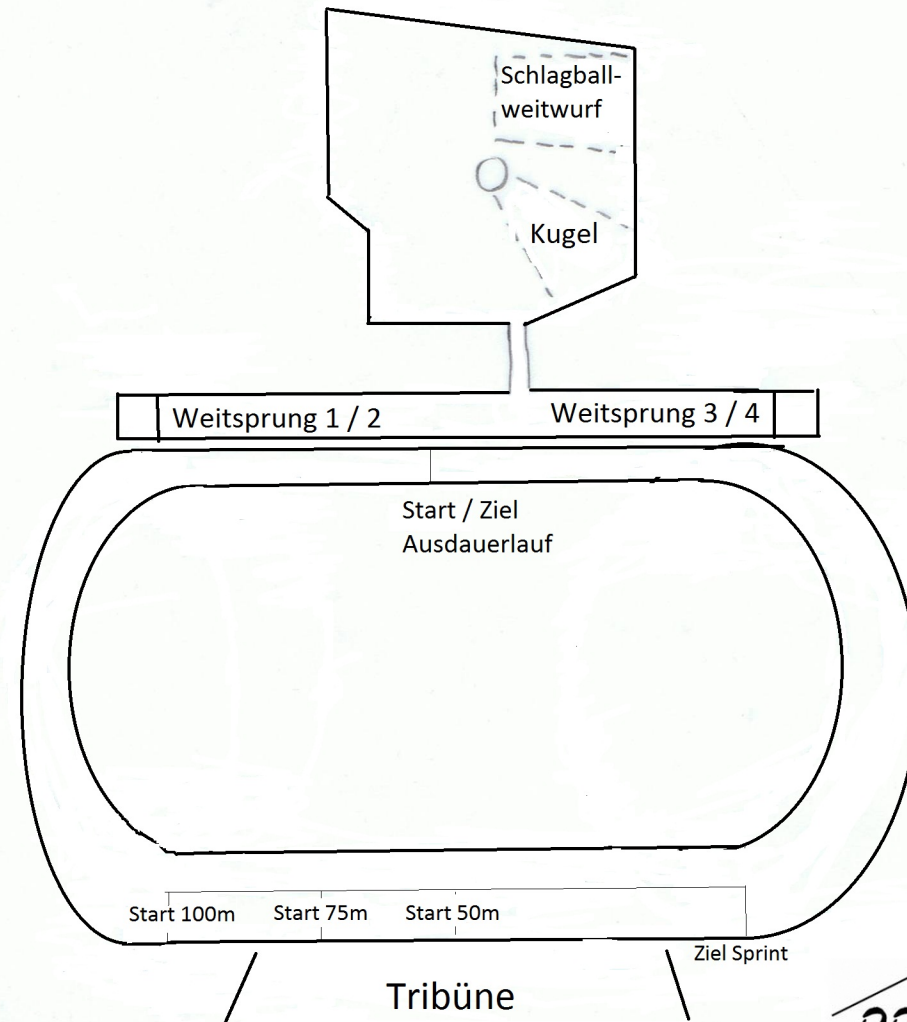 Schlagball-
weitwurf
Kugel
Weitsprung 1 / 2
Weitsprung 3 / 4
Start / Ziel
Ausdauerlauf
Start 100m
Start 75m
Start 50m
Ziel Sprint
Tribüne